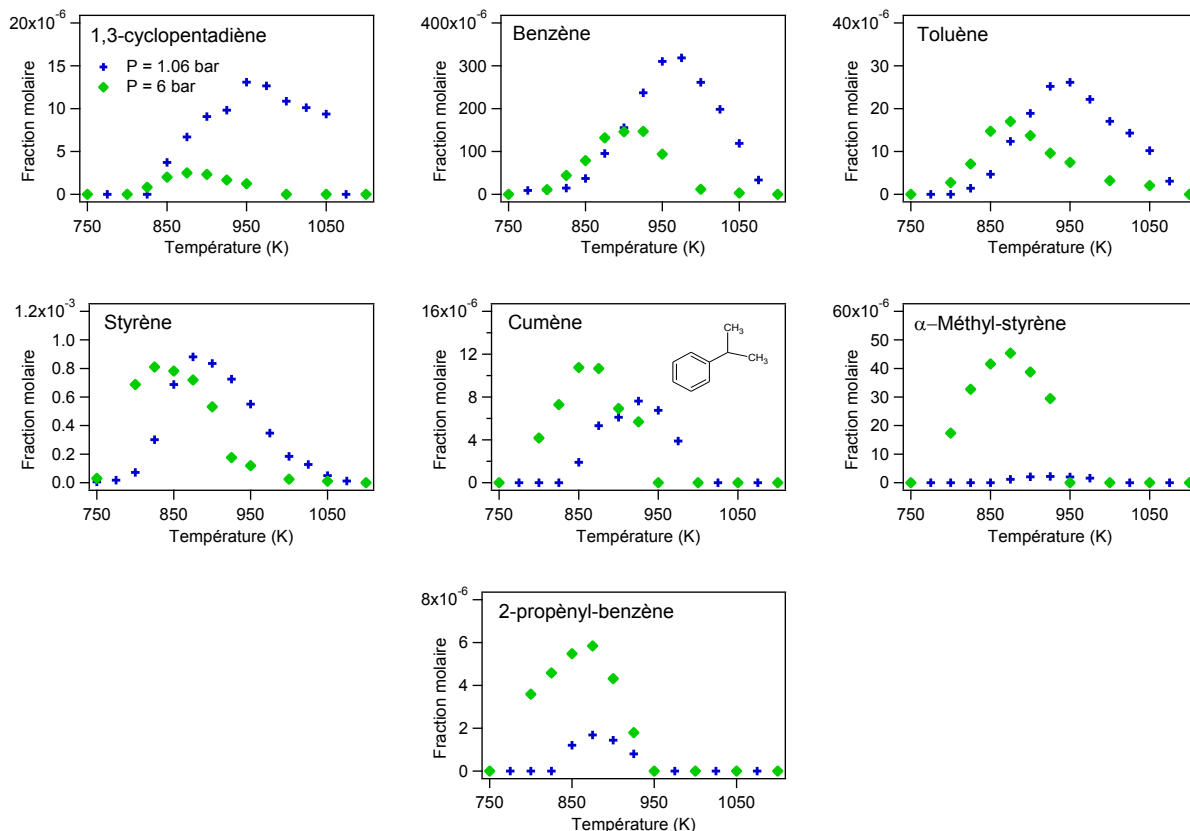 20x10-6
15
10
5
0
Fraction molaire
1,3-cyclopentadiène
P = 1.06 bar
P = 6 bar
750 850 950 1050
Température (K)
400x10-6
300
200
100
0
Fraction molaire
Benzène
750 850 950 1050
Température (K)
40x10-6
30
20
10
0
Fraction molaire
Toluène
750 850 950 1050
Température (K)
1.2x10-3
1.0
0.8
0.6
0.4
0.2
0.0
Fraction molaire
Styrène
750 850 950 1050
Température (K)
16x10-6
12
8
4
0
Fraction molaire
Cumène
CH3
CH3
750 850 950 1050
Température (K)
60x10-6
50
40
30
20
10
0
Fraction molaire
α−Méthyl-styrène
750 850 950 1050
Température (K)
8x10-6
6
4
2
0
Fraction molaire
2-propènyl-benzène
750 850 950 1050
Température (K)